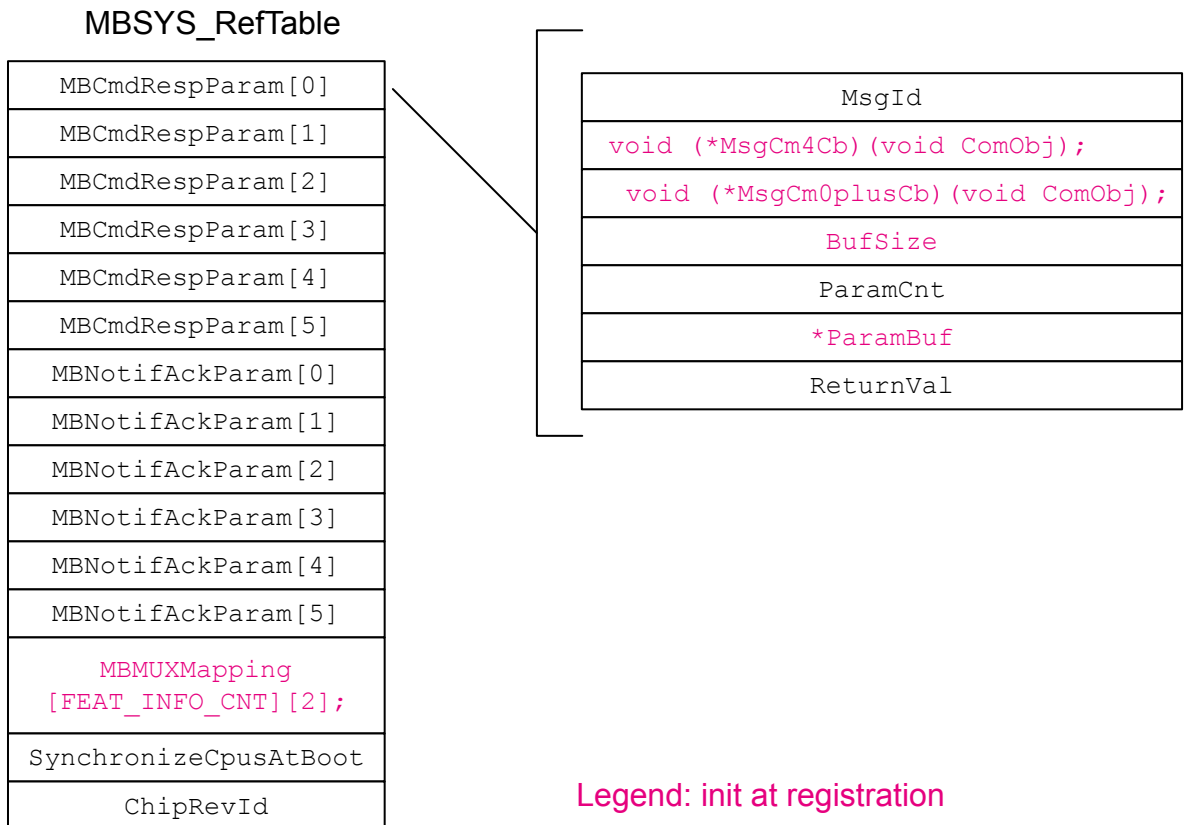 MBSYS_RefTable
MBCmdRespParam[0]
MBCmdRespParam[1]
MBCmdRespParam[2]
MBCmdRespParam[3]
MBCmdRespParam[4]
MBCmdRespParam[5]
MBNotifAckParam[0]
MBNotifAckParam[1]
MBNotifAckParam[2]
MBNotifAckParam[3]
MBNotifAckParam[4]
MBNotifAckParam[5]
MBMUXMapping
[FEAT_INFO_CNT][2];
SynchronizeCpusAtBoot
ChipRevId
MsgId
void (*MsgCm4Cb)(void ComObj);
void (*MsgCm0plusCb)(void ComObj);
BufSize
ParamCnt
*ParamBuf
ReturnVal
Legend: init at registration